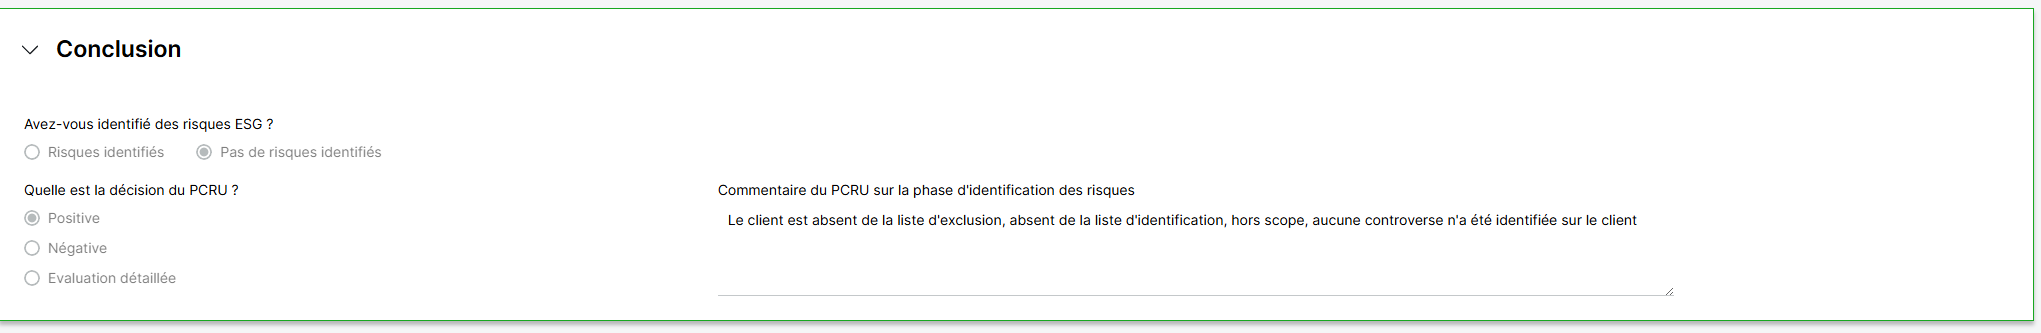 Conclusion
Avez-vous identifié des risques ESG ?
Risques identifiés
Pas de risques identifiés
Quelle est la décision du PCRU ?
Positive
Négative
Evaluation détaillée
Commentaire du PCRU sur la phase d'identification des risques
Le client est absent de la liste d'exclusion, absent de la liste d'identification, hors scope, aucune controverse n'a été identifiée sur le client